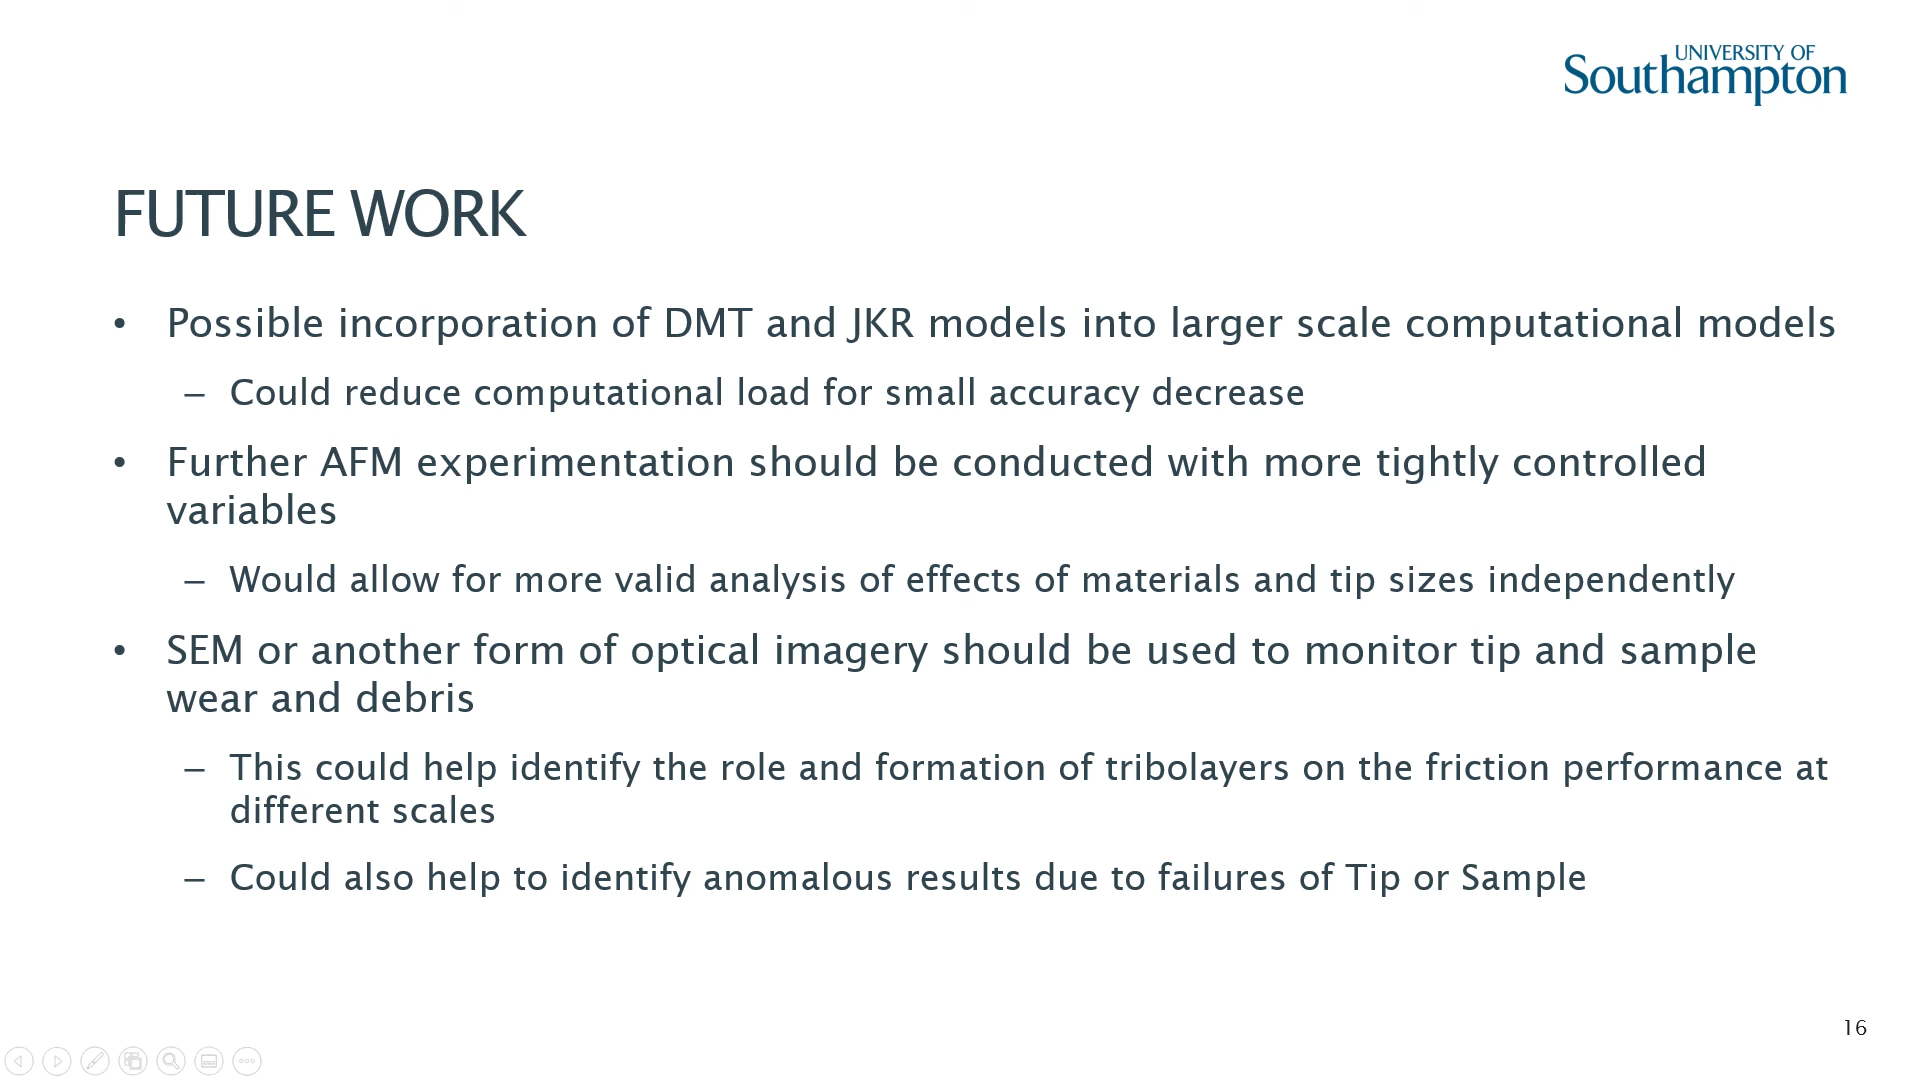 UNIVERSITY OF
Southampton
FUTURE WORK
• Possible incorporation of DMT and JKR models into larger scale computational models
– Could reduce computational load for small accuracy decrease
• Further AFM experimentation should be conducted with more tightly controlled
variables
– Would allow for more valid analysis of effects of materials and tip sizes independently
• SEM or another form of optical imagery should be used to monitor tip and sample
wear and debris
– This could help identify the role and formation of tribolayers on the friction performance at
different scales
– Could also help to identify anomalous results due to failures of Tip or Sample
16